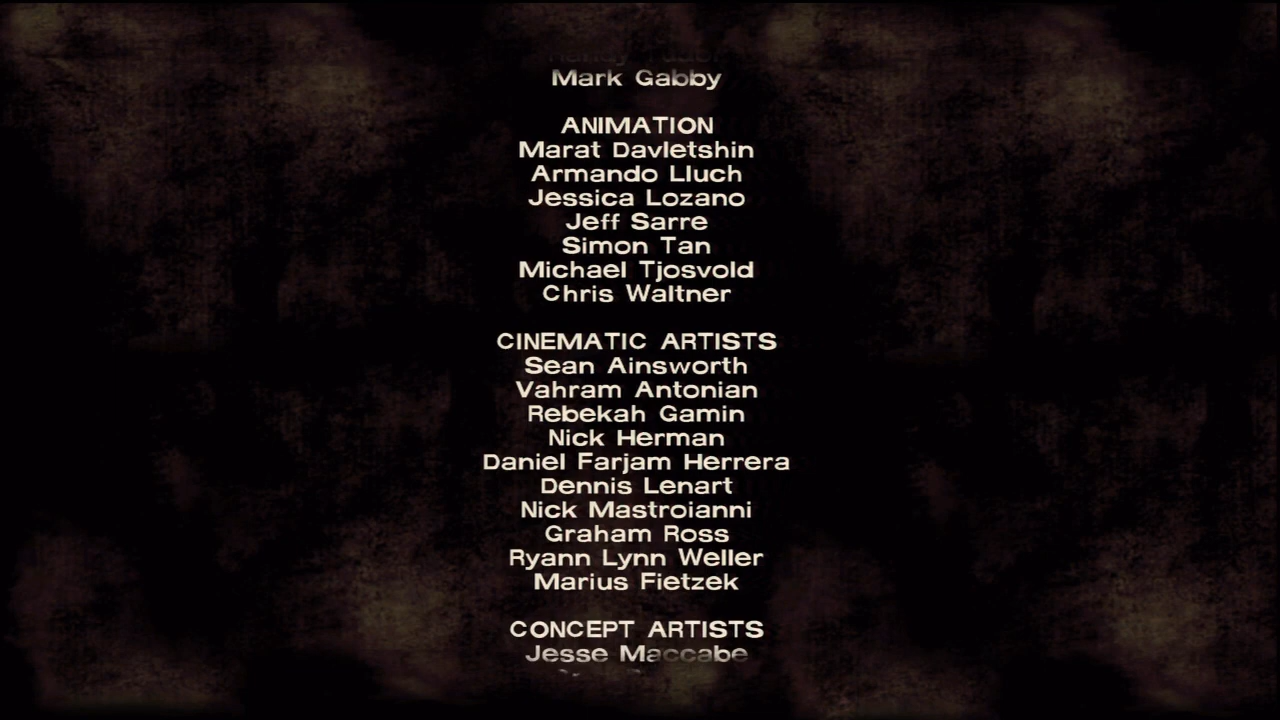 Mark Gabby
ANIMATION
Marat Davletshin
Armando Lluch
Jessica Lozano
Jeff Sarre
Simon Tan
Michael Tjosvold
Chris Waltner
CINEMATIC ARTISTS
Sean Ainsworth
Vahram Antonian
Rebekah Gamin
Nick Herman
Daniel Farjam Herrera
Dennis Lenart
Nick Mastroianni
Graham Ross
Ryann Lynn Weller
Marius Fietzek
CONCEPT ARTISTS
Jesse Maccabe